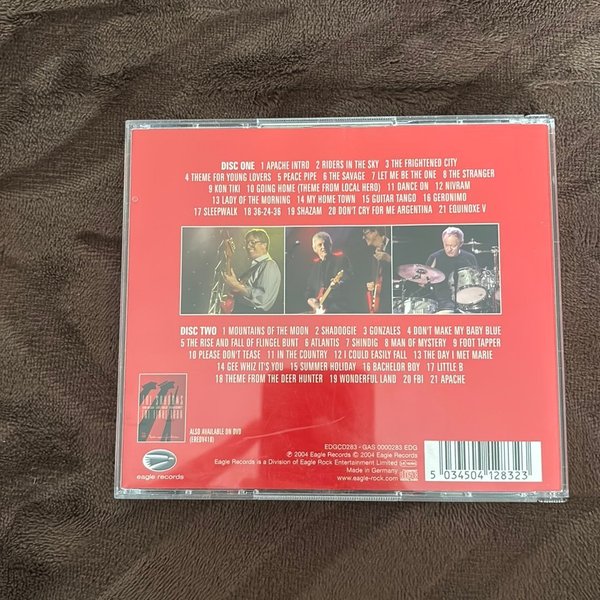 DISC ONE 1 APACHE INTRO 2 RIDERS IN THE SKY 3 THE FRIGHTENED CITY
4 THEME FOR YOUNG LOVERS 5 PEACE PIPE 6 THE SAVAGE 7 LET ME BE THE ONE 8 THE STRANGER
9 KON TIKI 10 GOING HOME (THEME FROM LOCAL HERO) 11 DANCE ON 12 NIVRAM
13 LADY OF THE MORNING 14 MY HOME TOWN 15 GUITAR TANGO 16 GERONIMO
17 SLEEPWALK 18 36-24-36 19 SHAZAM 20 DON'T CRY FOR ME ARGENTINA 21 EQUINOXE V
DISC TWO 1 MOUNTAINS OF THE MOON 2 SHADOOGIE 3 GONZALES 4 DON'T MAKE MY BABY BLUE
5 THE RISE AND FALL OF FLINGEL BUNT 6 ATLANTIS 7 SHINDIG 8 MAN OF MYSTERY 9 FOOT TAPPER
10 PLEASE DON'T TEASE 11 IN THE COUNTRY 12 I COULD EASILY FALL 13 THE DAY I MET MARIE
14 GEE WHIZ IT'S YOU 15 SUMMER HOLIDAY 16 BACHELOR BOY 17 LITTLE B
18 THEME FROM THE DEER HUNTER 19 WONDERFUL LAND 20 FBI 21 APACHE
THE SHADOWS
THE FINAL TOUR
ALSO AVAILABLE ON DVD
(EREDV418)
eagle records
EDGCD283 - GAS 0000283 EDG
℗ 2004 Eagle Records © 2004 Eagle Records
Eagle Records is a Division of Eagle Rock Entertainment Limited
Made in Germany
www.eagle-rock.com
5 034504 128323